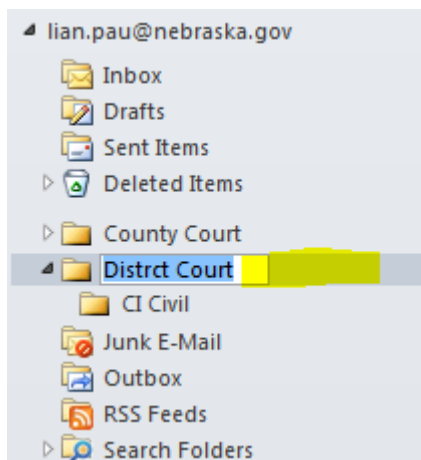 lian.pau@nebraska.gov
Inbox
Drafts
Sent Items
Deleted Items
County Court
Distrct Court
CI Civil
Junk E-Mail
Outbox
RSS Feeds
Search Folders